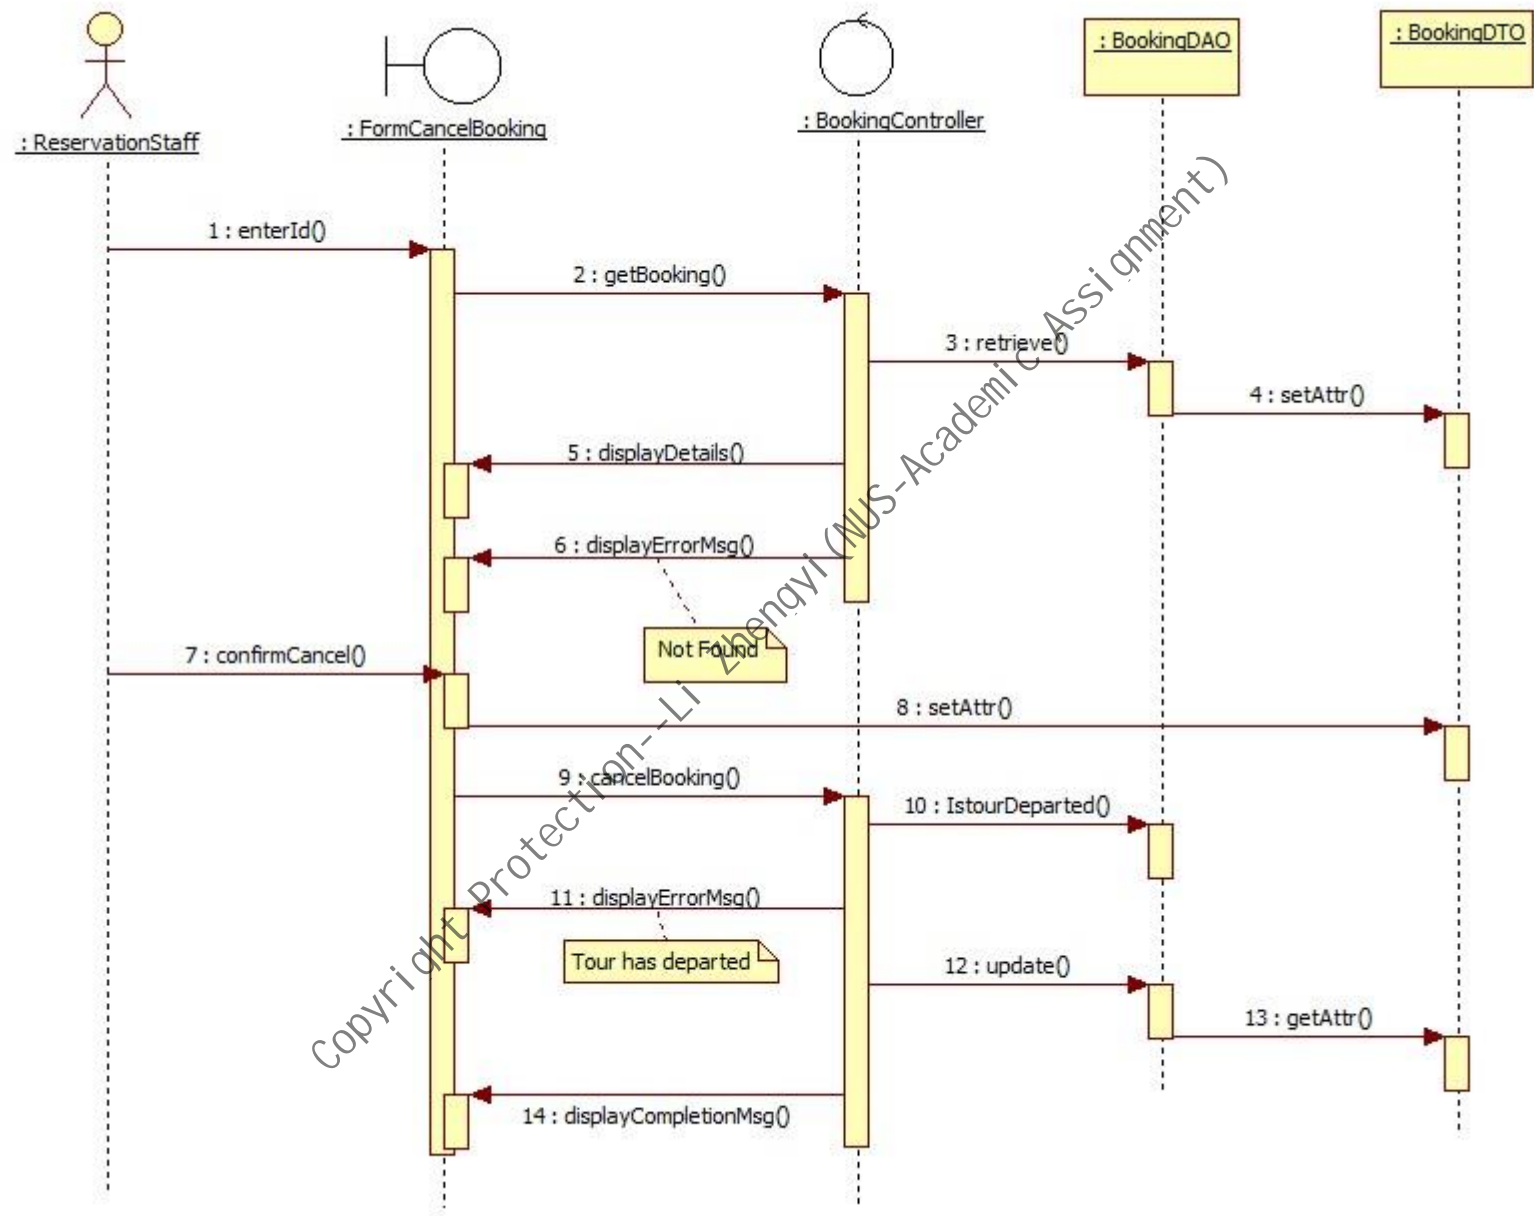 : ReservationStaff
: FormCancelBooking
: BookingController
: BookingDAO
: BookingDTO
1 : enterId()
2 : getBooking()
3 : retrieve()
4 : setAttr()
5 : displayDetails()
6 : displayErrorMsg()
Not Found
7 : confirmCancel()
8 : setAttr()
9 : cancelBooking()
10 : IstourDeparted()
11 : displayErrorMsg()
Tour has departed
12 : update()
13 : getAttr()
14 : displayCompletionMsg()
Copyright Protection--Li Zhengyi(NUS-Academic Assignment)